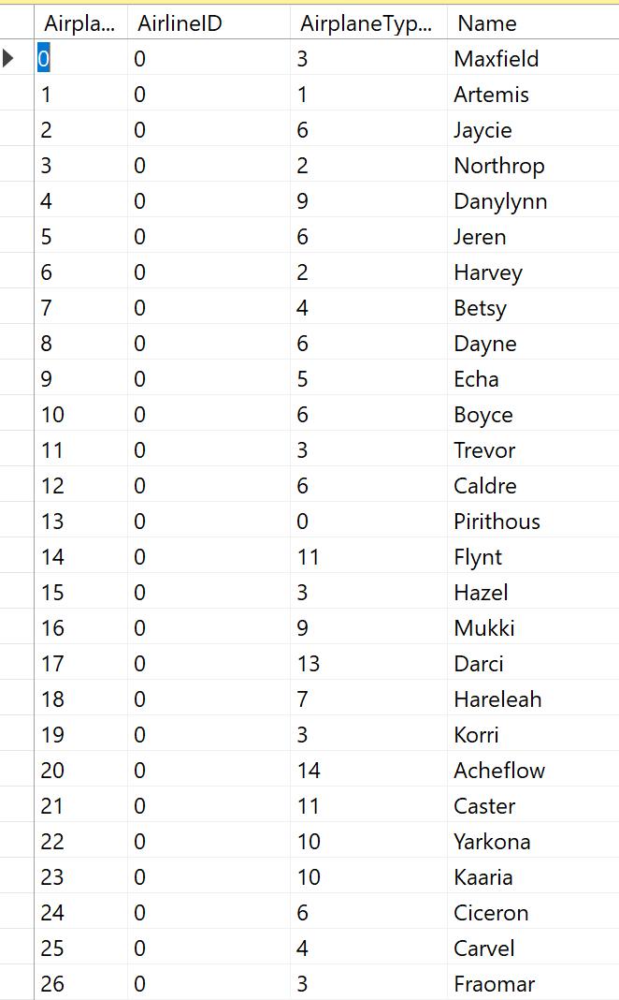 Airpla... AirlineID AirplaneTyp... Name
0 0 3 Maxfield
1 0 1 Artemis
2 0 6 Jaycie
3 0 2 Northrop
4 0 9 Danylynn
5 0 6 Jeren
6 0 2 Harvey
7 0 4 Betsy
8 0 6 Dayne
9 0 5 Echa
10 0 6 Boyce
11 0 3 Trevor
12 0 6 Caldre
13 0 0 Pirithous
14 0 11 Flynt
15 0 3 Hazel
16 0 9 Mukki
17 0 13 Darci
18 0 7 Hareleah
19 0 3 Korri
20 0 14 Acheflow
21 0 11 Caster
22 0 10 Yarkona
23 0 10 Kaaria
24 0 6 Ciceron
25 0 4 Carvel
26 0 3 Fraomar